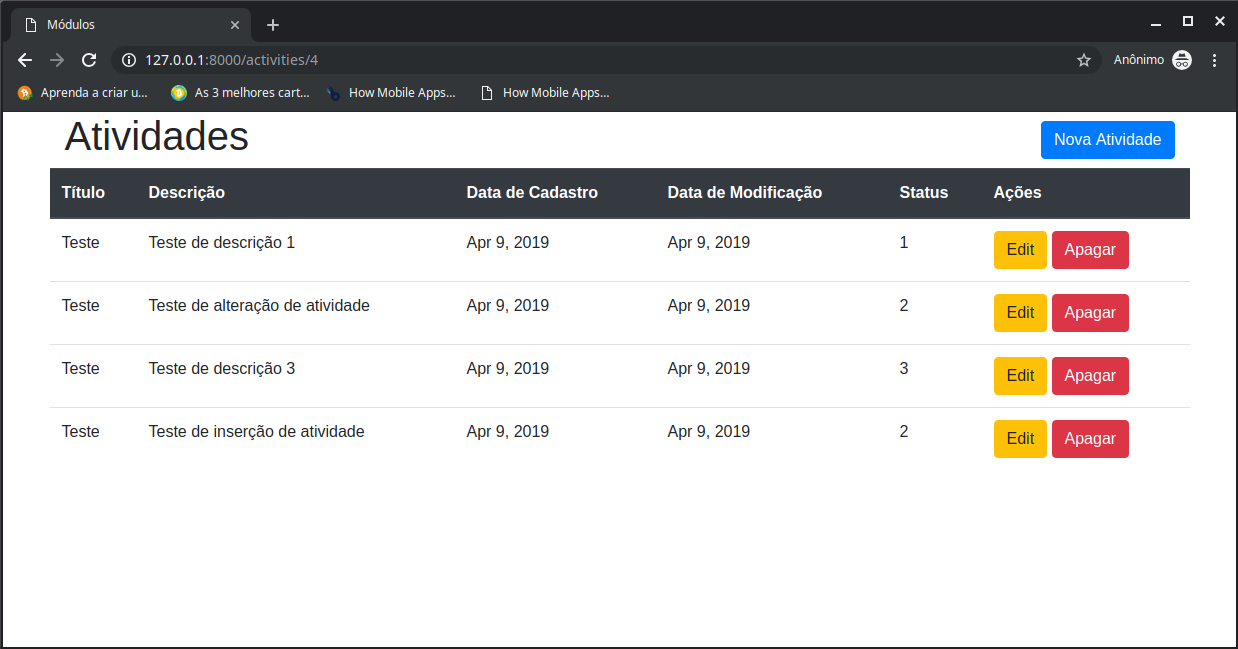 Módulos
127.0.0.1:8000/activities/4
Anônimo
Aprenda a criar u... As 3 melhores cart... How Mobile Apps... How Mobile Apps...
Atividades
Nova Atividade
Título Descrição Data de Cadastro Data de Modificação Status Ações
Teste Teste de descrição 1 Apr 9, 2019 Apr 9, 2019 1 Edit Apagar
Teste Teste de alteração de atividade Apr 9, 2019 Apr 9, 2019 2 Edit Apagar
Teste Teste de descrição 3 Apr 9, 2019 Apr 9, 2019 3 Edit Apagar
Teste Teste de inserção de atividade Apr 9, 2019 Apr 9, 2019 2 Edit Apagar